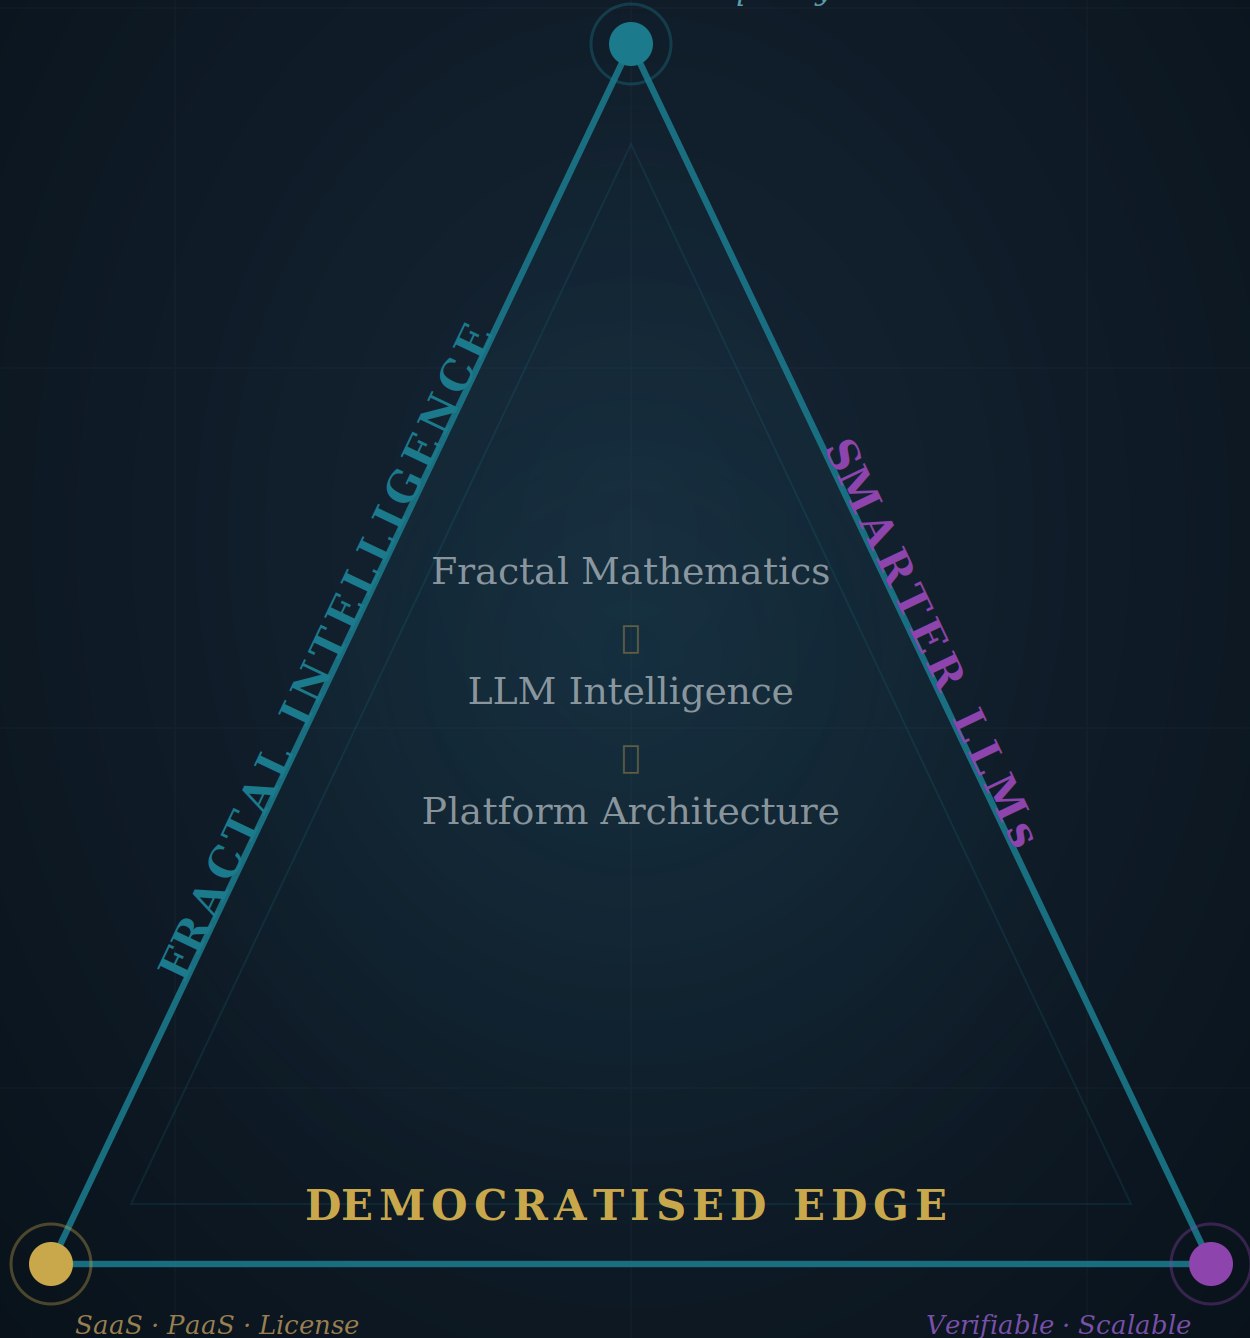 FRACTAL INTELLIGENCE
SMARTER LLMs
Fractal Mathematics
LLM Intelligence
Platform Architecture
DEMOCRATISED EDGE
SaaS · PaaS · License
Verifiable · Scalable